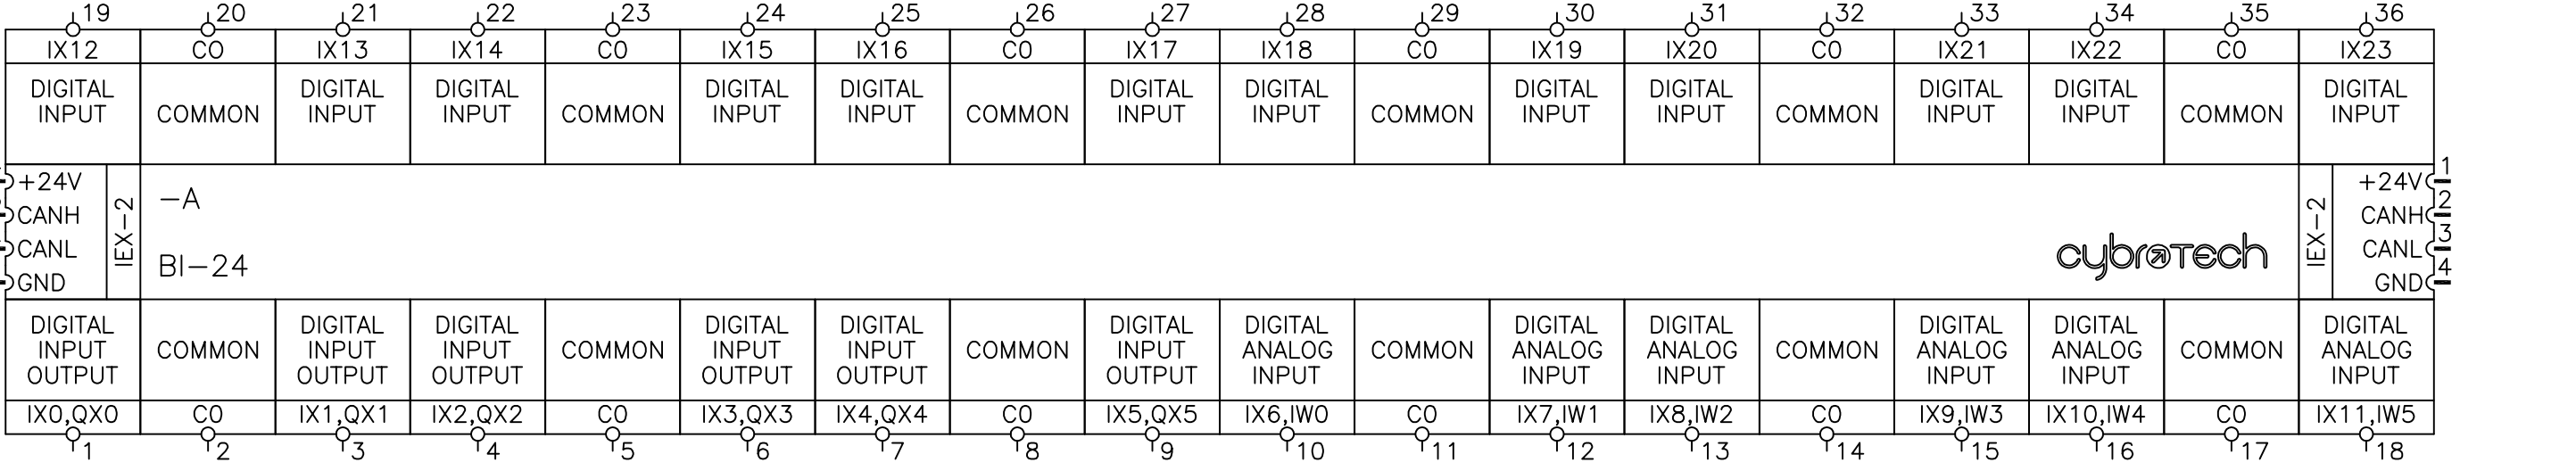 19 20 21 22 23 24 25 26 27 28 29 30 31 32 33 34 35 36
IX12 CO IX13 IX14 C0 IX15 IX16 C0 IX17 IX18 C0 IX19 IX20 C0 IX21 IX22 C0 IX23
DIGITAL DIGITAL DIGITAL DIGITAL DIGITAL DIGITAL DIGITAL DIGITAL DIGITAL DIGITAL DIGITAL DIGITAL
INPUT COMMON INPUT INPUT COMMON INPUT INPUT COMMON INPUT INPUT COMMON INPUT INPUT COMMON INPUT INPUT COMMON INPUT
+24V
CANH
CANL
GND
IEX-2
-A
BI-24
cybrotech
IEX-2
+24V 1
CANH 2
CANL 3
GND 4
DIGITAL DIGITAL DIGITAL DIGITAL DIGITAL DIGITAL DIGITAL DIGITAL DIGITAL DIGITAL DIGITAL DIGITAL
INPUT COMMON INPUT INPUT COMMON INPUT INPUT COMMON INPUT ANALOG COMMON ANALOG ANALOG COMMON ANALOG ANALOG COMMON ANALOG
OUTPUT OUTPUT OUTPUT OUTPUT OUTPUT OUTPUT INPUT INPUT INPUT INPUT INPUT INPUT
IX0,QX0 C0 IX1,QX1 IX2,QX2 C0 IX3,QX3 IX4,QX4 C0 IX5,QX5 IX6,IW0 C0 IX7,IW1 IX8,IW2 C0 IX9,IW3 IX10,IW4 C0 IX11,IW5
1 2 3 4 5 6 7 8 9 10 11 12 13 14 15 16 17 18